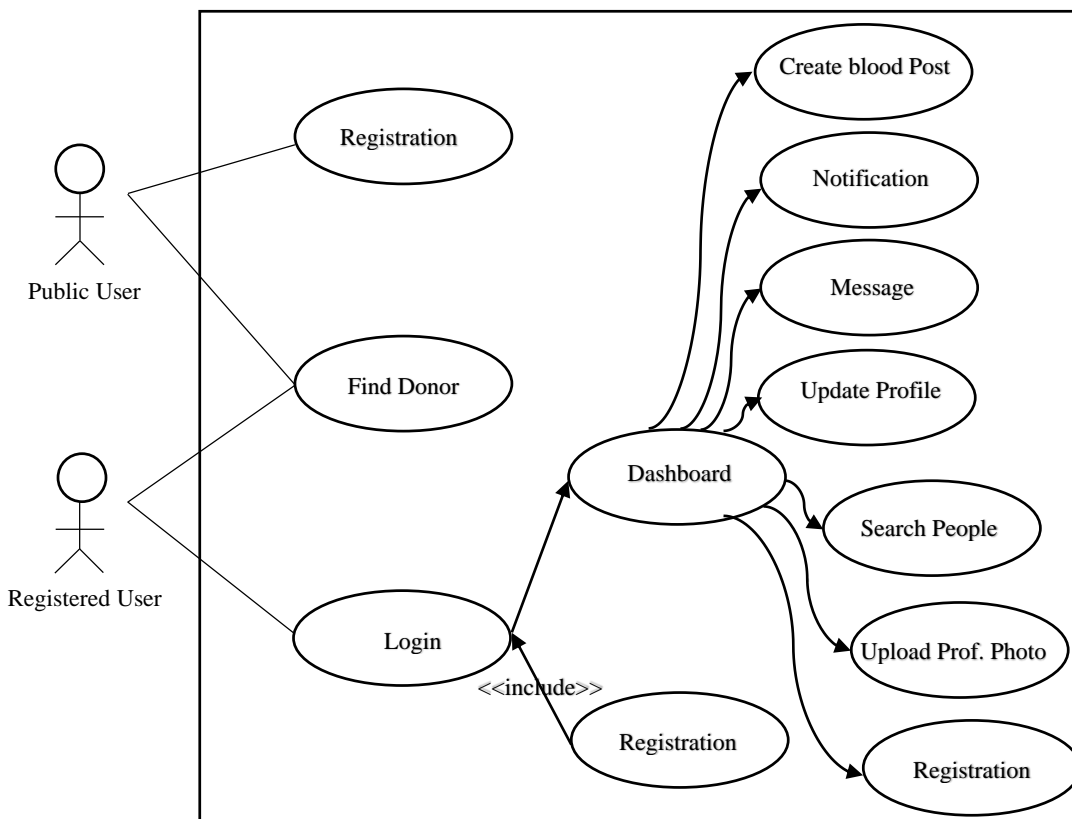 Create blood Post
Registration
Notification
Public User
Message
Find Donor
Update Profile
Dashboard
Search People
Registered User
Login
Upload Prof. Photo
<<include>>
Registration
Registration